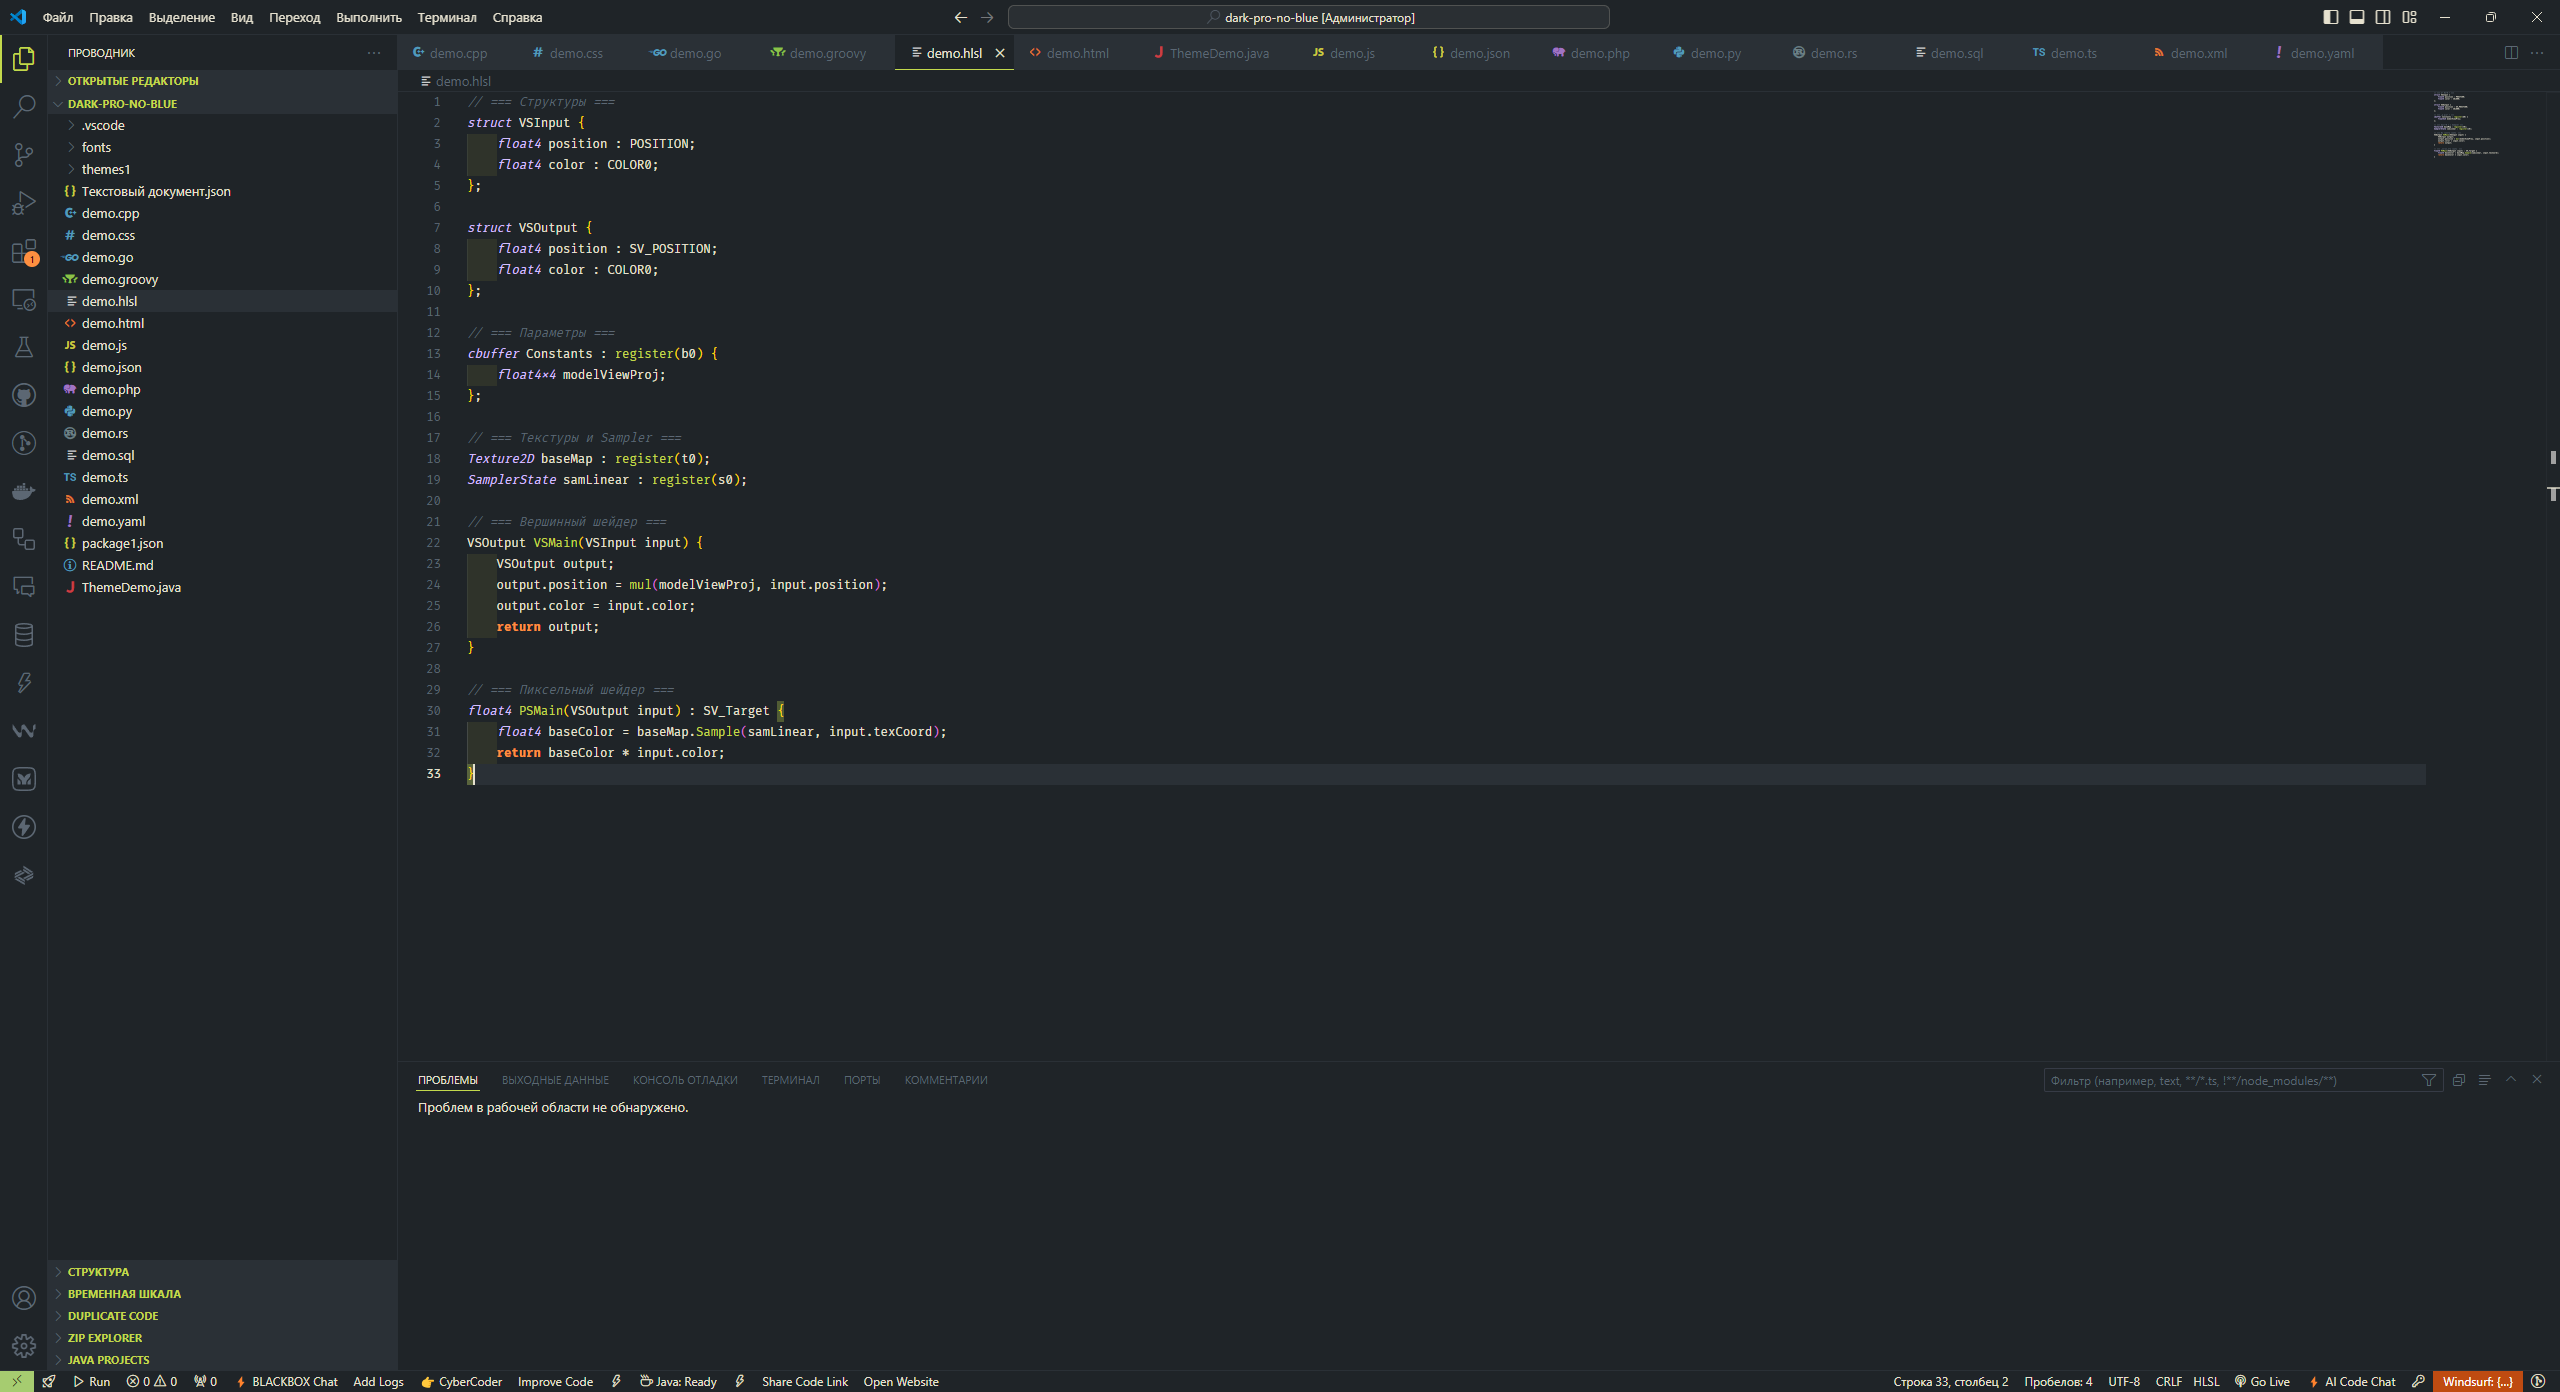 Файл Правка Выделение Вид Переход Выполнить Терминал Справка
dark-pro-no-blue [Администратор]
ПРОВОДНИК
ОТКРЫТЫЕ РЕДАКТОРЫ
DARK-PRO-NO-BLUE
.vscode
fonts
themes1
{} Текстовый документ.json
demo.cpp
# demo.css
GO demo.go
demo.groovy
demo.hlsl
<> demo.html
JS demo.js
{} demo.json
demo.php
demo.py
demo.rs
demo.sql
TS demo.ts
demo.xml
! demo.yaml
{} package1.json
README.md
J ThemeDemo.java
СТРУКТУРА
ВРЕМЕННАЯ ШКАЛА
DUPLICATE CODE
ZIP EXPLORER
JAVA PROJECTS
demo.cpp # demo.css GO demo.go demo.groovy demo.hlsl <> demo.html J ThemeDemo.java JS demo.js {} demo.json demo.php demo.py demo.rs demo.sql TS demo.ts demo.xml ! demo.yaml
demo.hlsl
1 // === Структуры ===
2 struct VSInput {
3 float4 position : POSITION;
4 float4 color : COLOR0;
5 };
6
7 struct VSOutput {
8 float4 position : SV_POSITION;
9 float4 color : COLOR0;
10 };
11
12 // === Параметры ===
13 cbuffer Constants : register(b0) {
14 float4×4 modelViewProj;
15 };
16
17 // === Текстуры и Sampler ===
18 Texture2D baseMap : register(t0);
19 SamplerState samLinear : register(s0);
20
21 // === Вершинный шейдер ===
22 VSOutput VSMain(VSInput input) {
23 VSOutput output;
24 output.position = mul(modelViewProj, input.position);
25 output.color = input.color;
26 return output;
27 }
28
29 // === Пиксельный шейдер ===
30 float4 PSMain(VSOutput input) : SV_Target {
31 float4 baseColor = baseMap.Sample(samLinear, input.texCoord);
32 return baseColor * input.color;
33 }
ПРОБЛЕМЫ ВЫХОДНЫЕ ДАННЫЕ КОНСОЛЬ ОТЛАДКИ ТЕРМИНАЛ ПОРТЫ КОММЕНТАРИИ
Фильтр (например, text, **/*.ts, !**/node_modules/**)
Проблем в рабочей области не обнаружено.
1
Run 0 0 0 BLACKBOX Chat Add Logs CyberCoder Improve Code Java: Ready Share Code Link Open Website
Строка 33, столбец 2 Пробелов: 4 UTF-8 CRLF HLSL Go Live AI Code Chat Windsurf: {...}